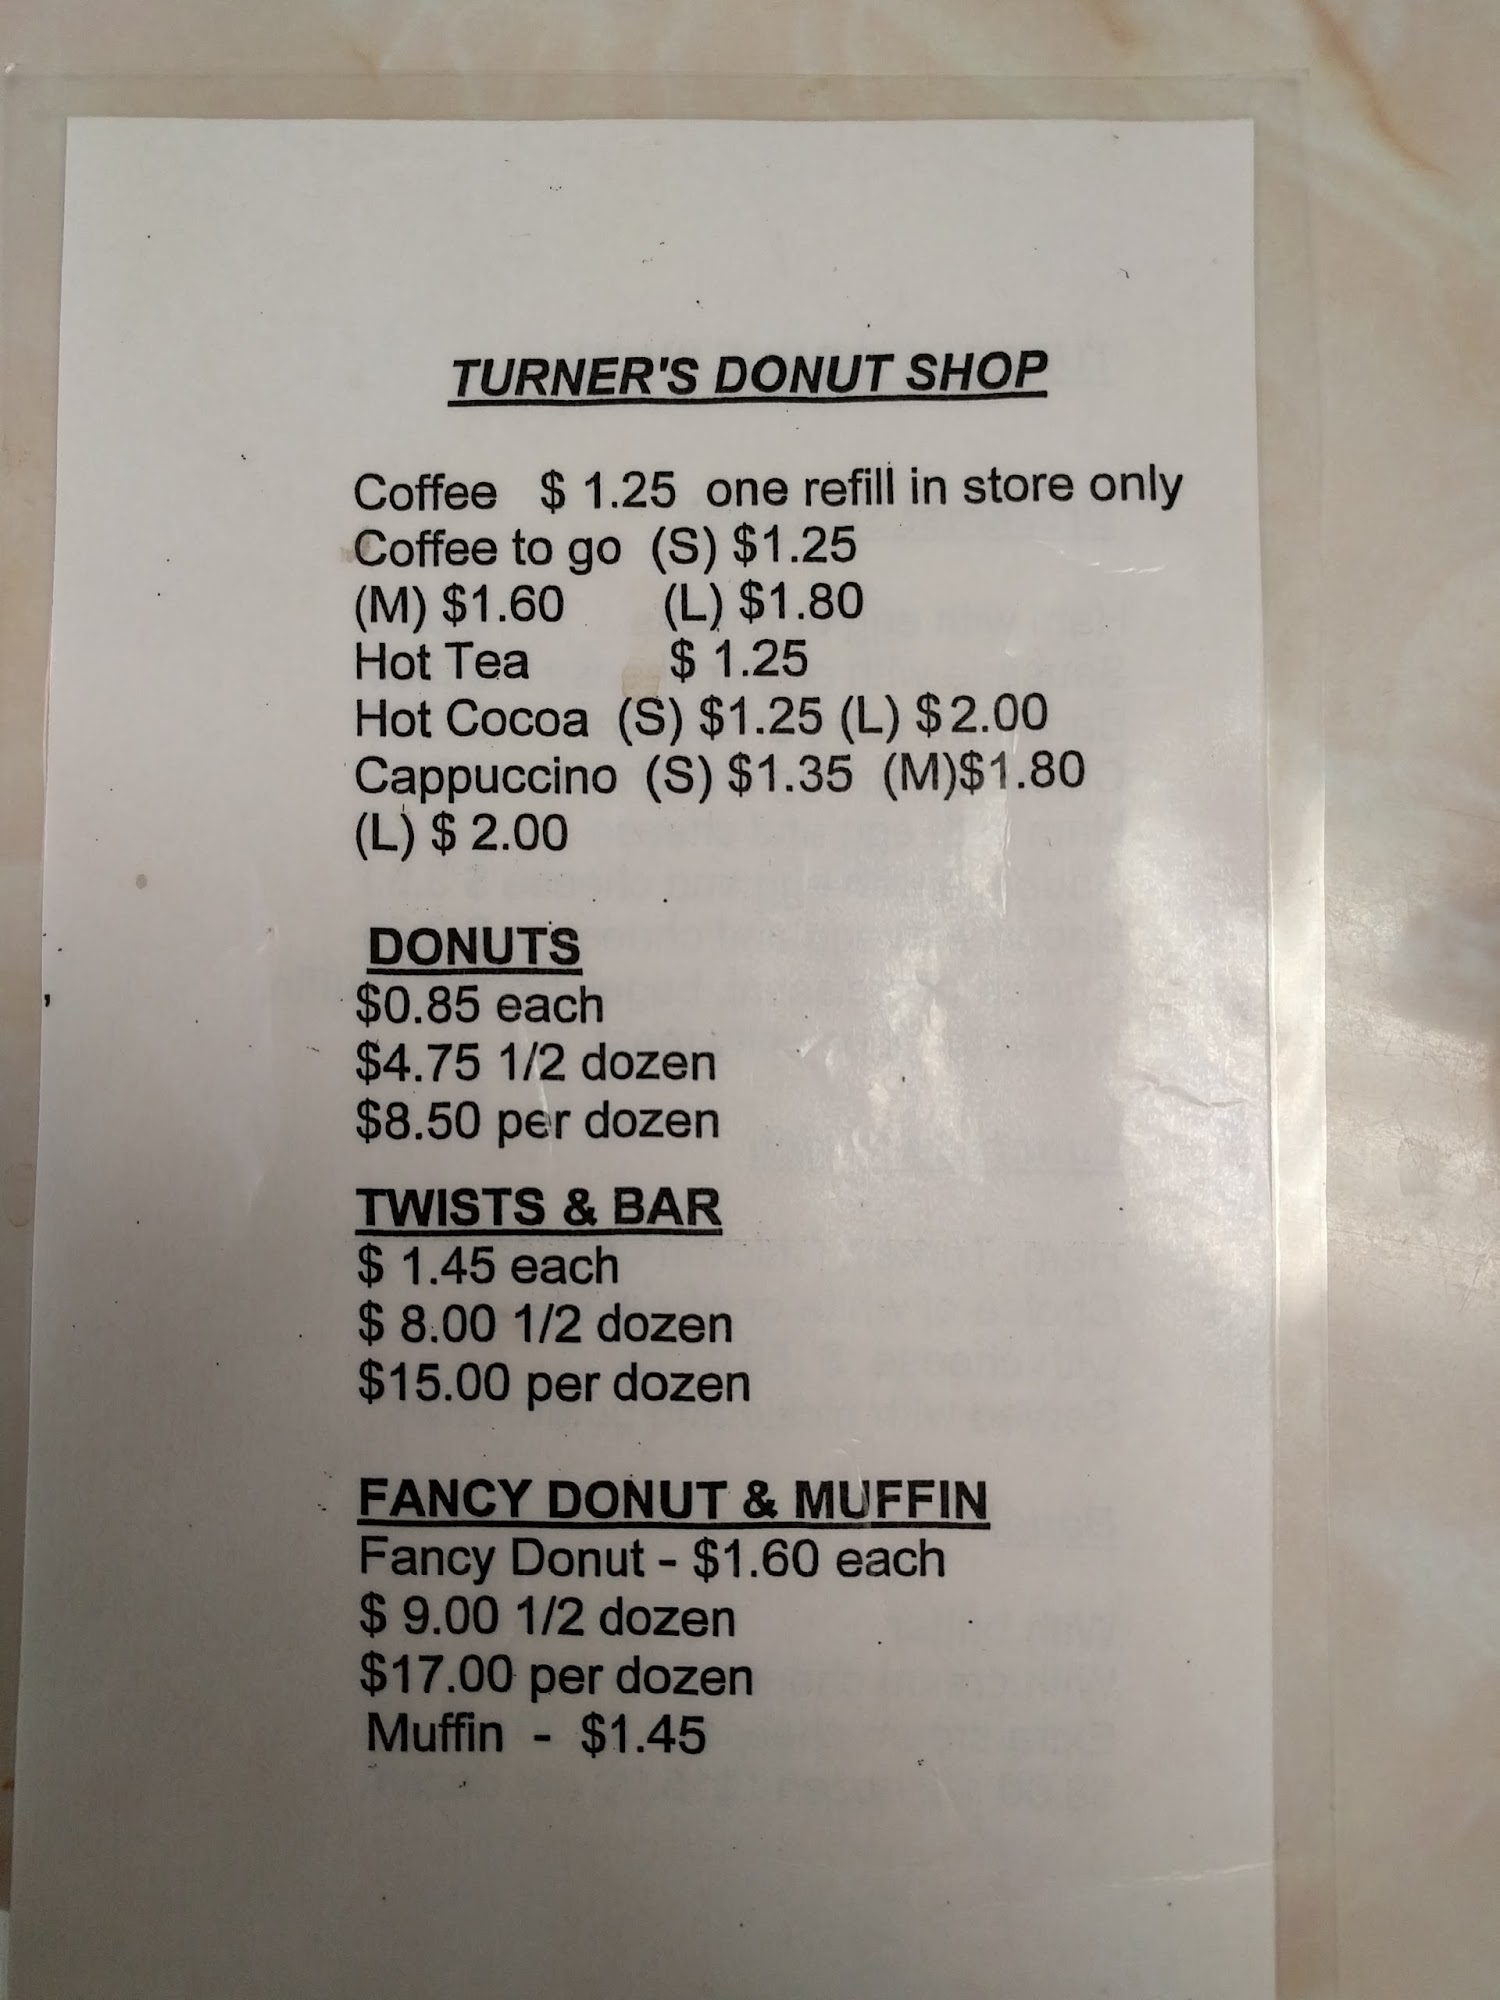 TURNER'S DONUT SHOP
Coffee $ 1.25 one refill in store only
Coffee to go (S) $1.25
(M) $1.60 (L) $1.80
Hot Tea $ 1.25
Hot Cocoa (S) $1.25 (L) $2.00
Cappuccino (S) $1.35 (M)$1.80
(L) $ 2.00
DONUTS
$0.85 each
$4.75 1/2 dozen
$8.50 per dozen
TWISTS & BAR
$ 1.45 each
$ 8.00 1/2 dozen
$15.00 per dozen
FANCY DONUT & MUFFIN
Fancy Donut - $1.60 each
$ 9.00 1/2 dozen
$17.00 per dozen
Muffin - $1.45